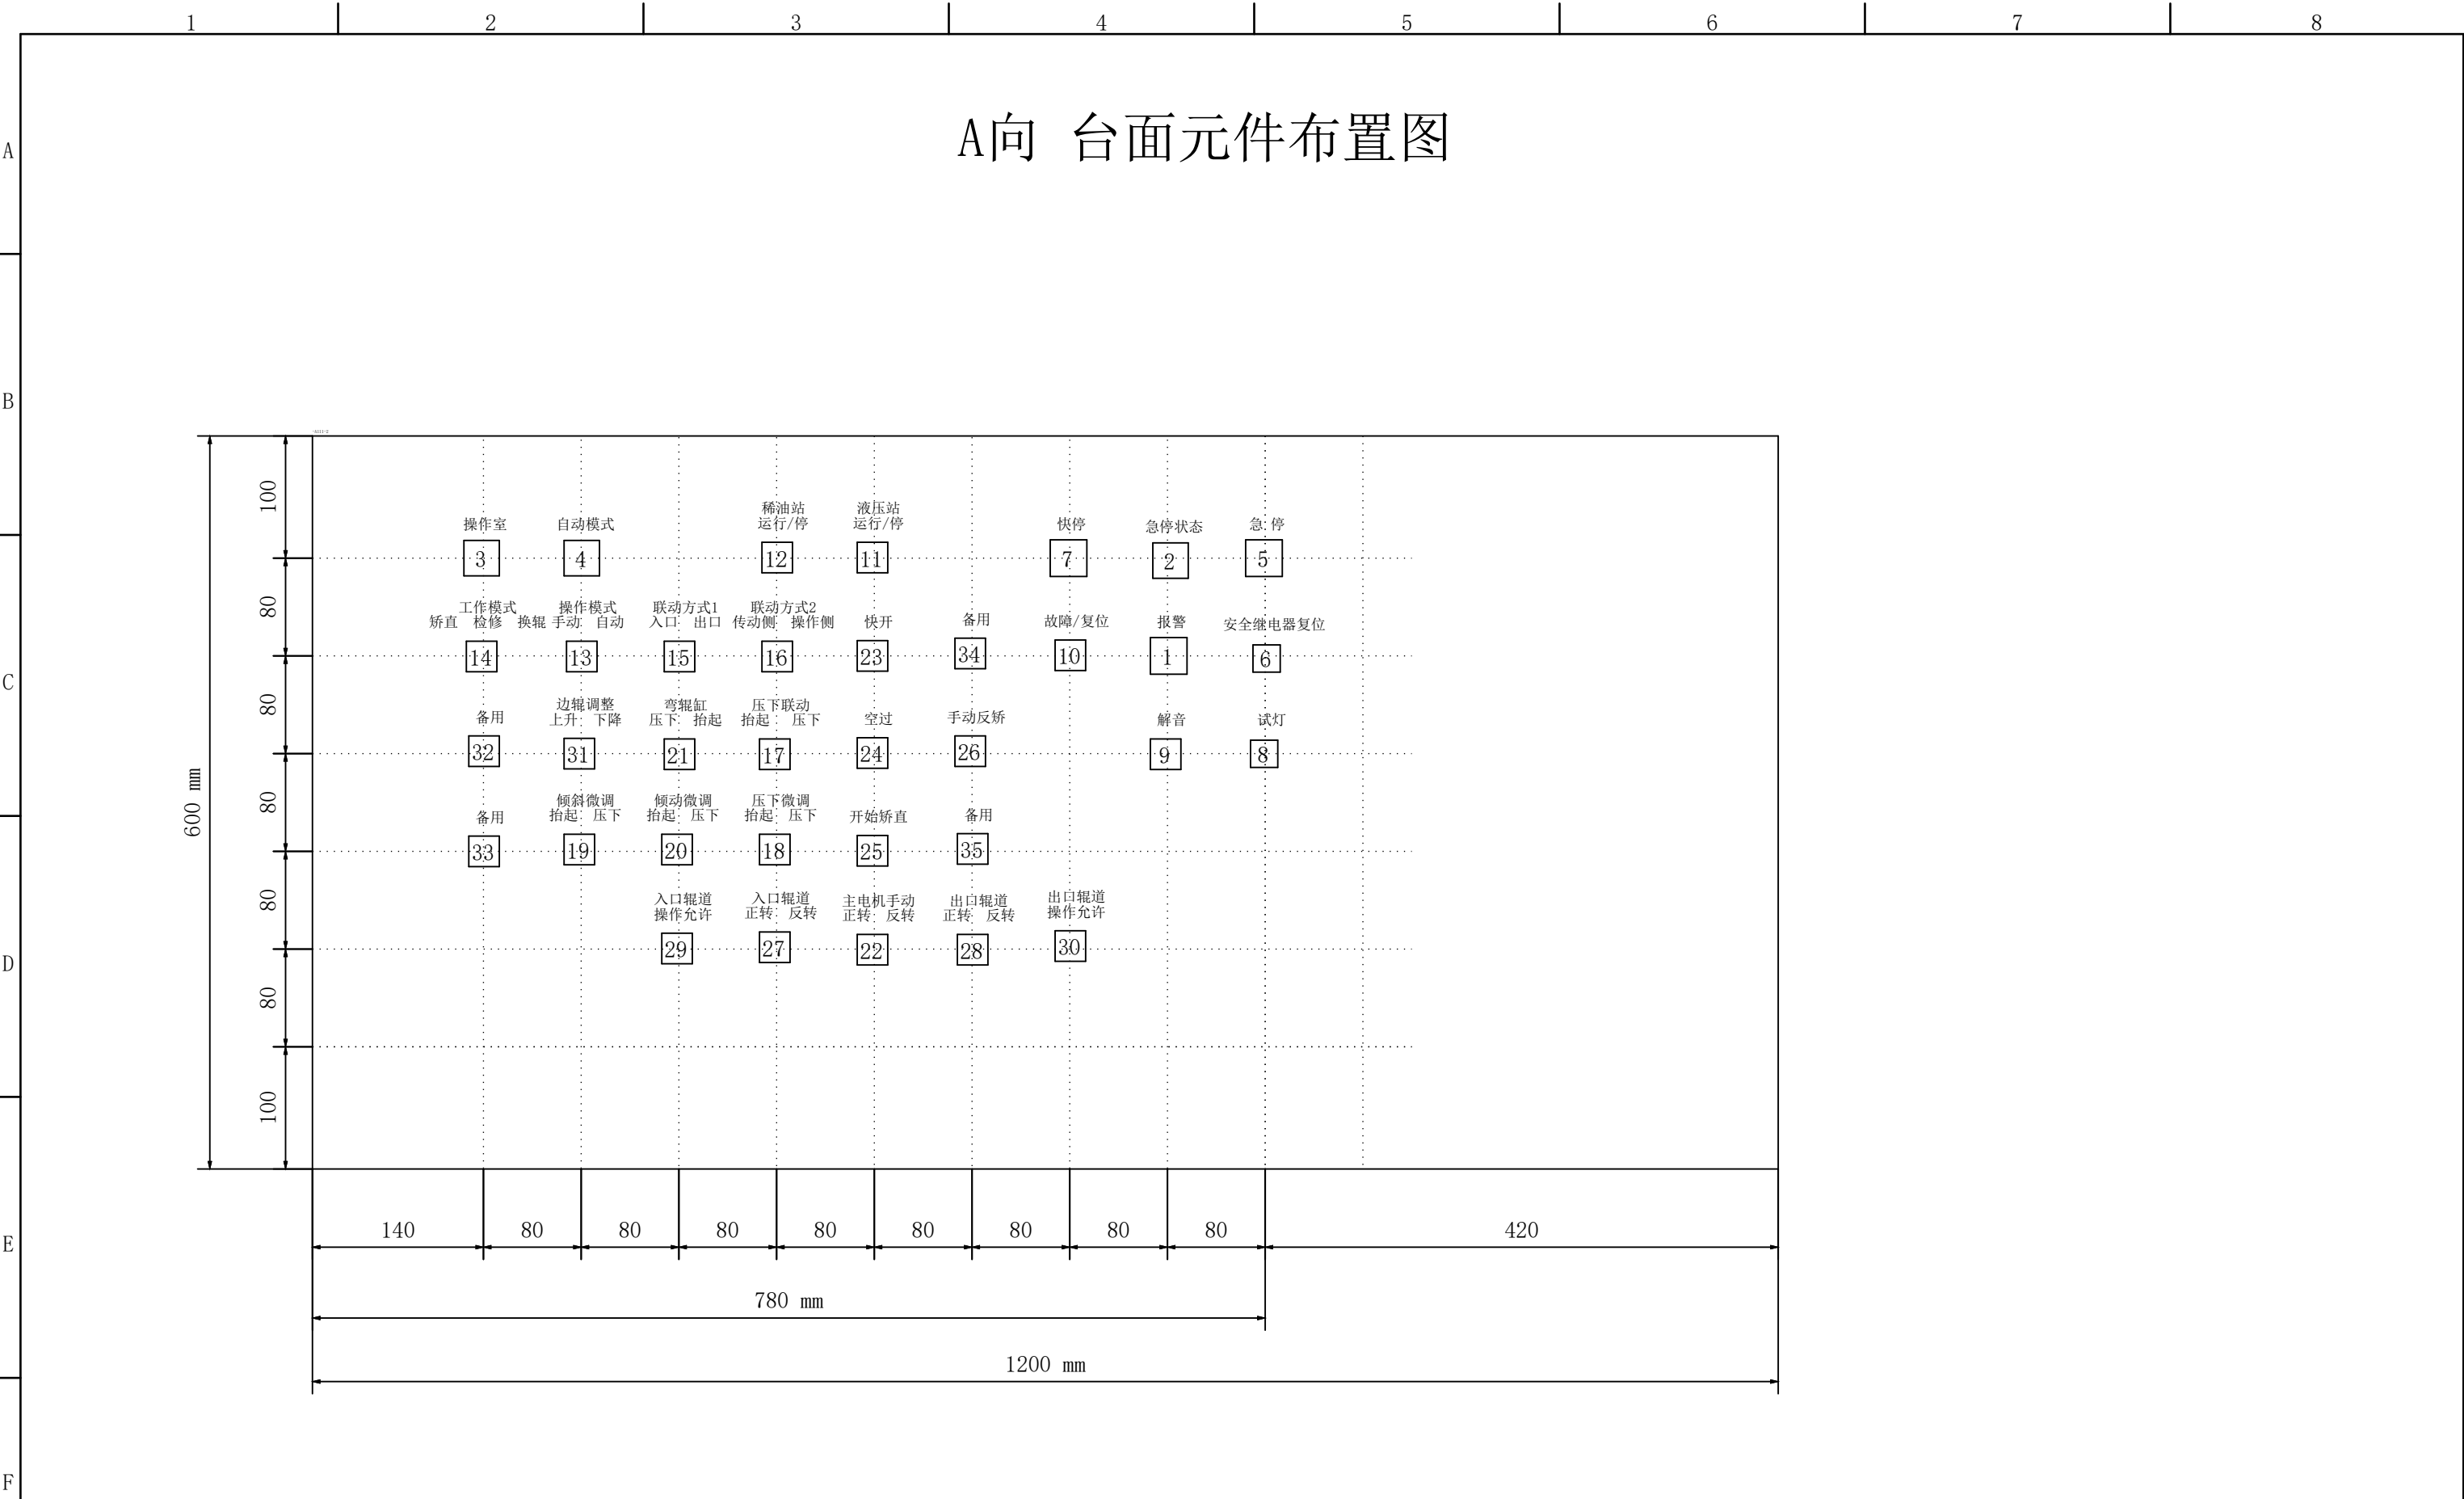 1 2 3 4 5 6 7 8
A向 台面元件布置图
A
B
C
D
E
F
稀油站 液压站
操作室 自动模式 运行/停 运行/停 快停 急停状态 急 停
3 4 12 11 7 2 5
工作模式 操作模式 联动方式1 联动方式2
矫直 检修 换辊 手动 自动 入口 出口 传动侧 操作侧 快开 备用 故障/复位 报警 安全继电器复位
14 13 15 16 23 34 10 1 6
边辊调整 弯辊缸 压下联动
备用 上升 下降 压下 抬起 抬起 压下 空过 手动反矫 解音 试灯
32 31 21 17 24 26 9 8
倾斜微调 倾动微调 压下微调
备用 抬起 压下 抬起 压下 抬起 压下 开始矫直 备用
33 19 20 18 25 35
入口辊道 入口辊道 主电机手动 出口辊道 出口辊道
操作允许 正转 反转 正转 反转 正转 反转 操作允许
29 27 22 28 30
100
80
80
80
80
80
100
600 mm
140 80 80 80 80 80 80 80 80 420
780 mm
1200 mm